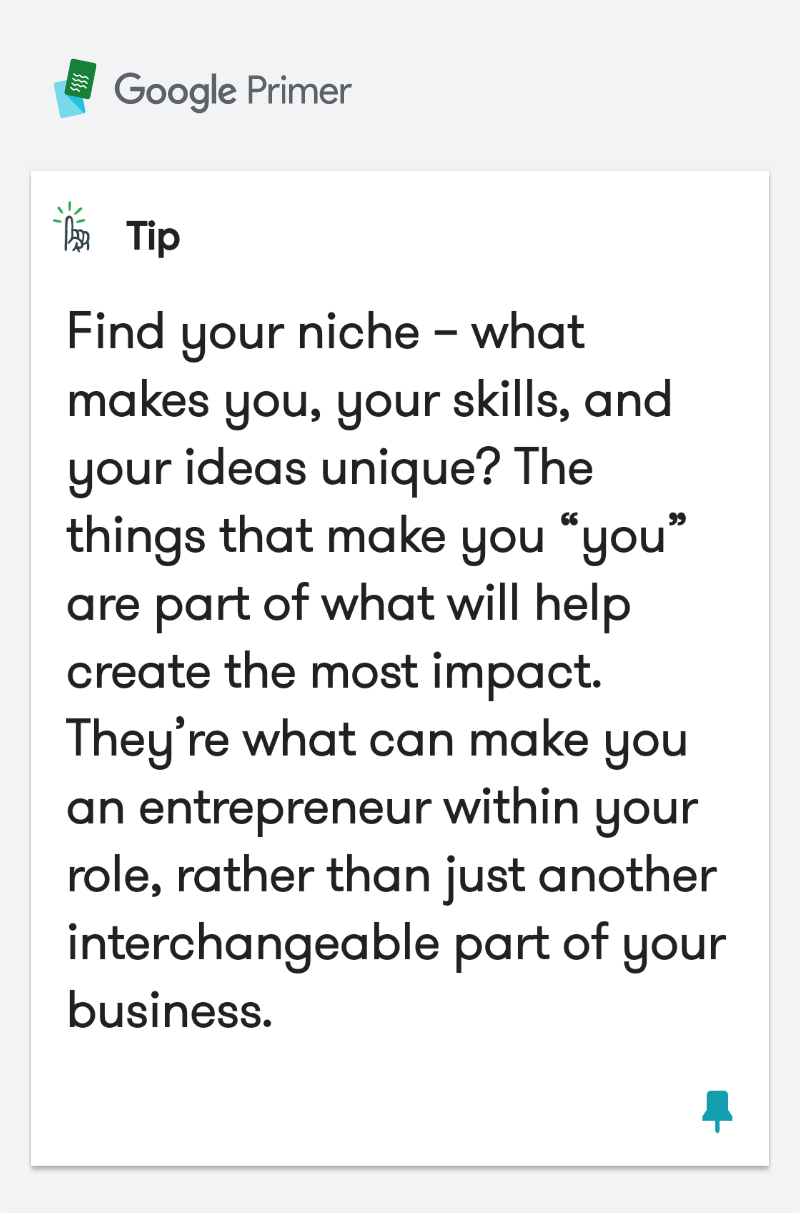 Google Primer
Tip
Find your niche – what
makes you, your skills, and
your ideas unique? The
things that make you “you”
are part of what will help
create the most impact.
They’re what can make you
an entrepreneur within your
role, rather than just another
interchangeable part of your
business.